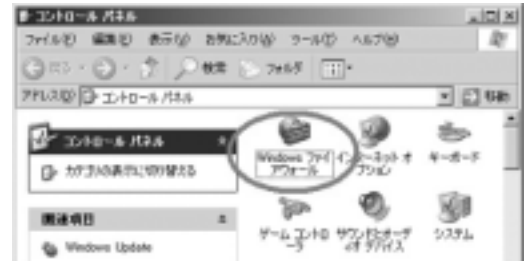 コントロール パネル
ファイル(F) 編集(E) 表示(V) お気に入り(A) ツール(T) ヘルプ(H)
戻る 検索 フォルダ
アドレス(D) コントロール パネル 移動
コントロール パネル
カテゴリの表示に切り替える
関連項目
Windows Update
Windows ファイ
アウォール
インターネット オ
プション
キーボード
ゲーム コントロ
ーラ
サウンドとオーデ
ィオ デバイス
システム